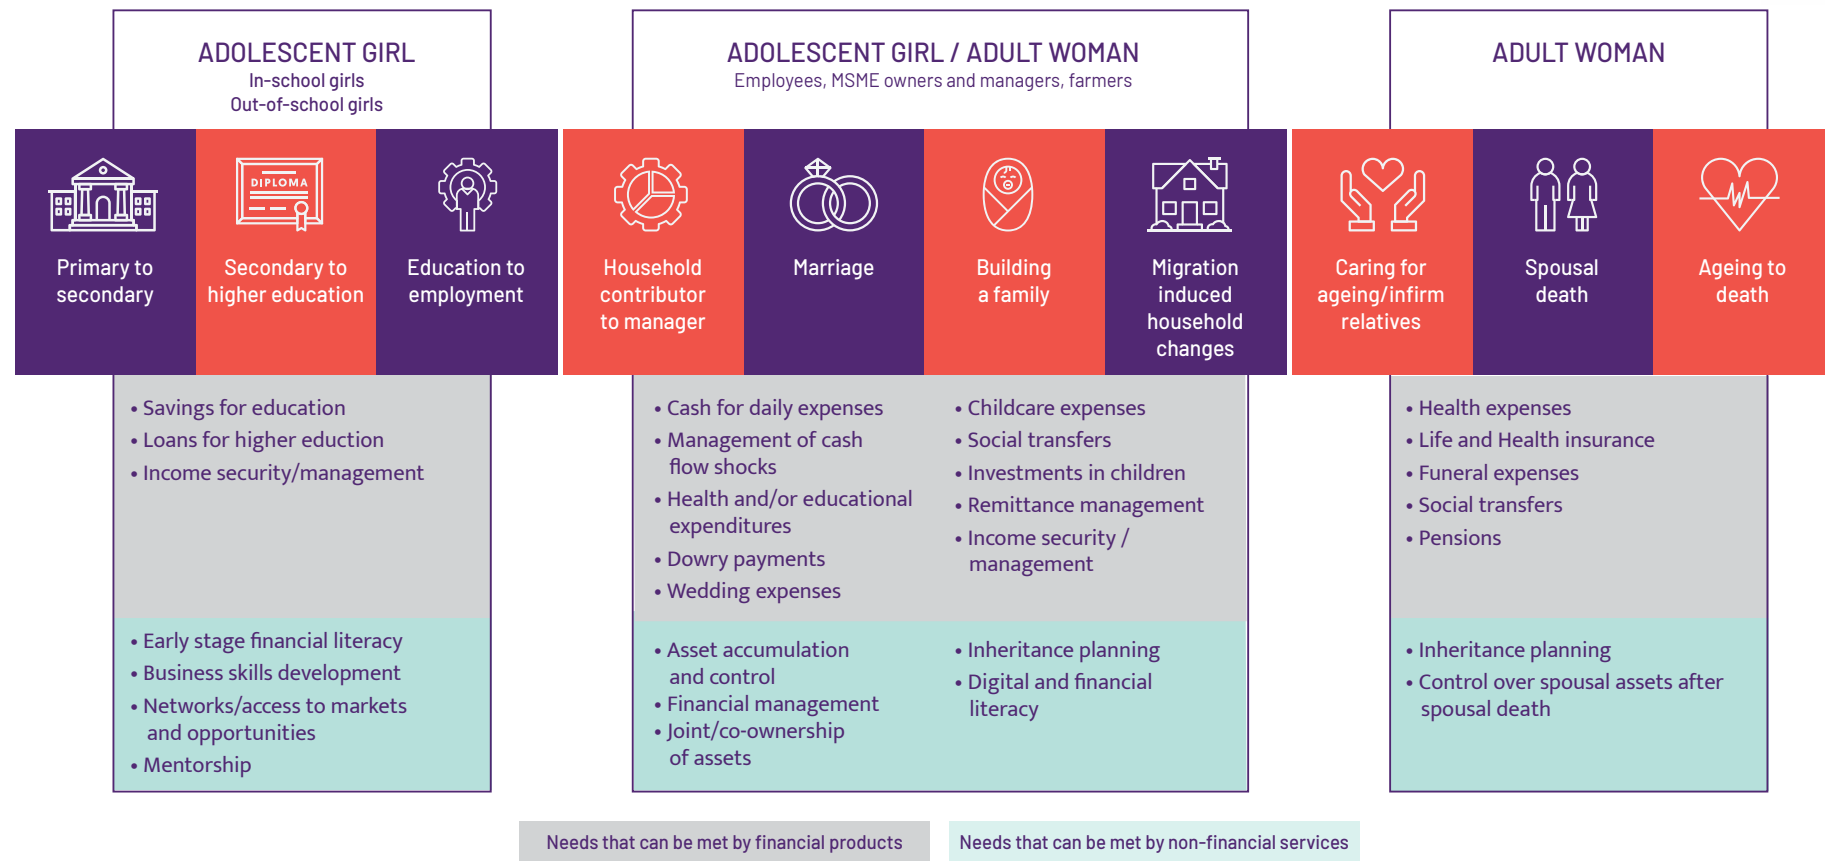 ADOLESCENT GIRL
In-school girls
Out-of-school girls
ADOLESCENT GIRL / ADULT WOMAN
Employees, MSME owners and managers, farmers
ADULT WOMAN
Primary to
secondary
DIPLOMA
Secondary to
higher education
Education to
employment
Household
contributor
to manager
Marriage
Building
a family
Migration
induced
household
changes
Caring for
ageing/infirm
relatives
Spousal
death
Ageing to
death
• Savings for education
• Loans for higher eduction
• Income security/management
• Early stage financial literacy
• Business skills development
• Networks/access to markets
and opportunities
• Mentorship
• Cash for daily expenses
• Management of cash
flow shocks
• Health and/or educational
expenditures
• Dowry payments
• Wedding expenses
• Childcare expenses
• Social transfers
• Investments in children
• Remittance management
• Income security /
management
• Asset accumulation
and control
• Financial management
• Joint/co-ownership
of assets
• Inheritance planning
• Digital and financial
literacy
• Health expenses
• Life and Health insurance
• Funeral expenses
• Social transfers
• Pensions
• Inheritance planning
• Control over spousal assets after
spousal death
Needs that can be met by financial products
Needs that can be met by non-financial services